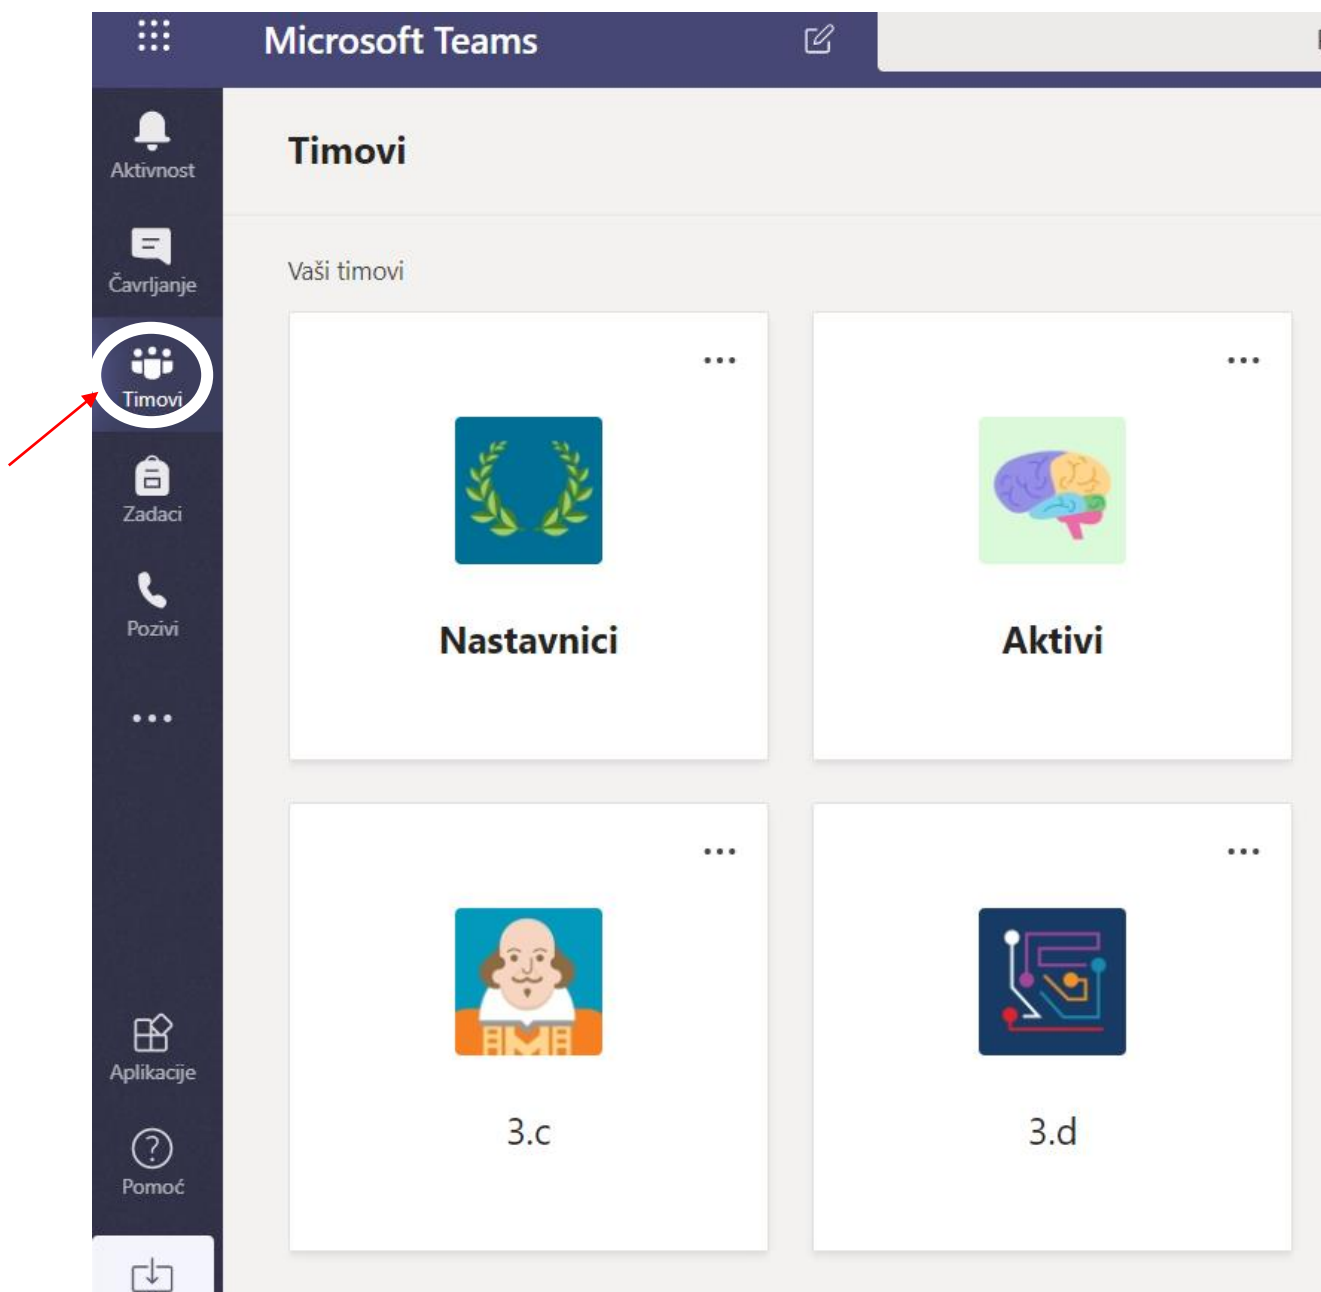 Microsoft Teams
Aktivnost
Čavrljanje
Timovi
Zadaci
Pozivi
Aplikacije
Pomoć
Timovi
Vaši timovi
Nastavnici
Aktivi
3.c
3.d